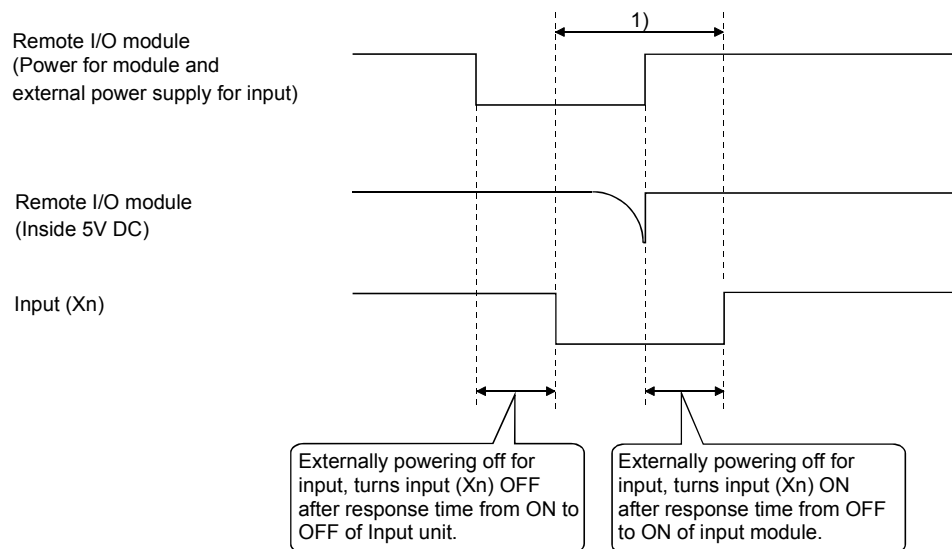 1)
Remote I/O module
(Power for module and
external power supply for input)
Remote I/O module
(Inside 5V DC)
Input (Xn)
Externally powering off for
input, turns input (Xn) OFF
after response time from ON to
OFF of Input unit.
Externally powering off for
input, turns input (Xn) ON
after response time from OFF
to ON of input module.